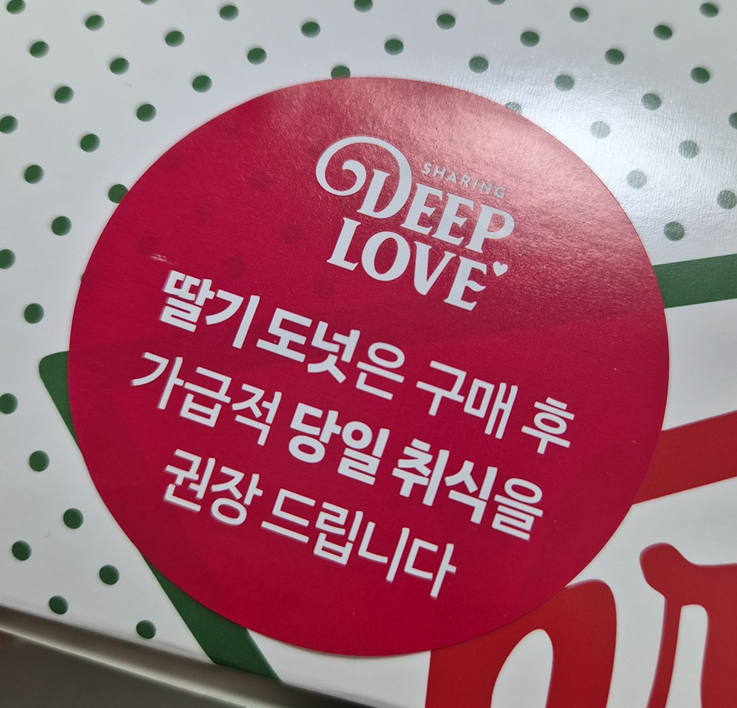 SHARING
DEEP
LOVE
딸기 도넛은 구매 후
가급적 당일 취식을
권장 드립니다